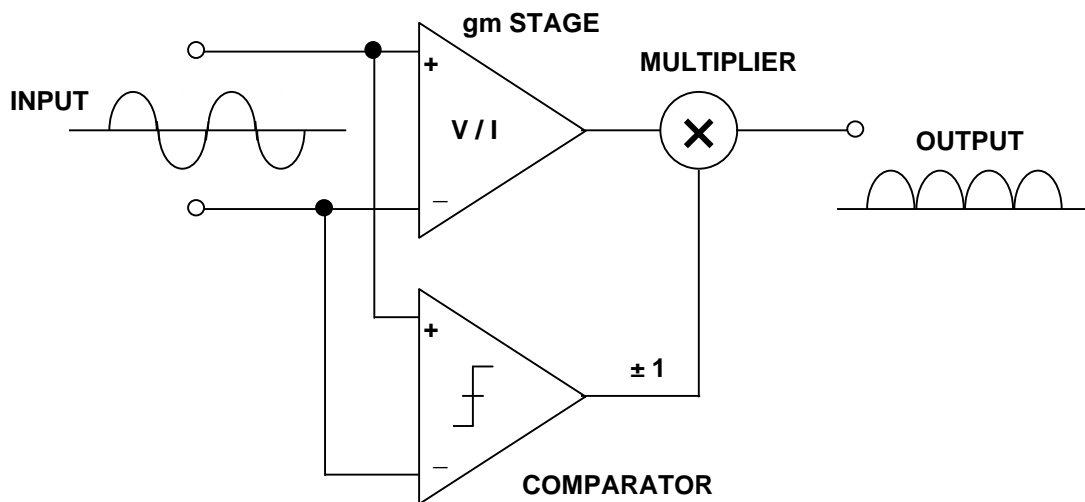 gm STAGE
MULTIPLIER
INPUT
+
V / I
×
OUTPUT
–
+
± 1
–
COMPARATOR